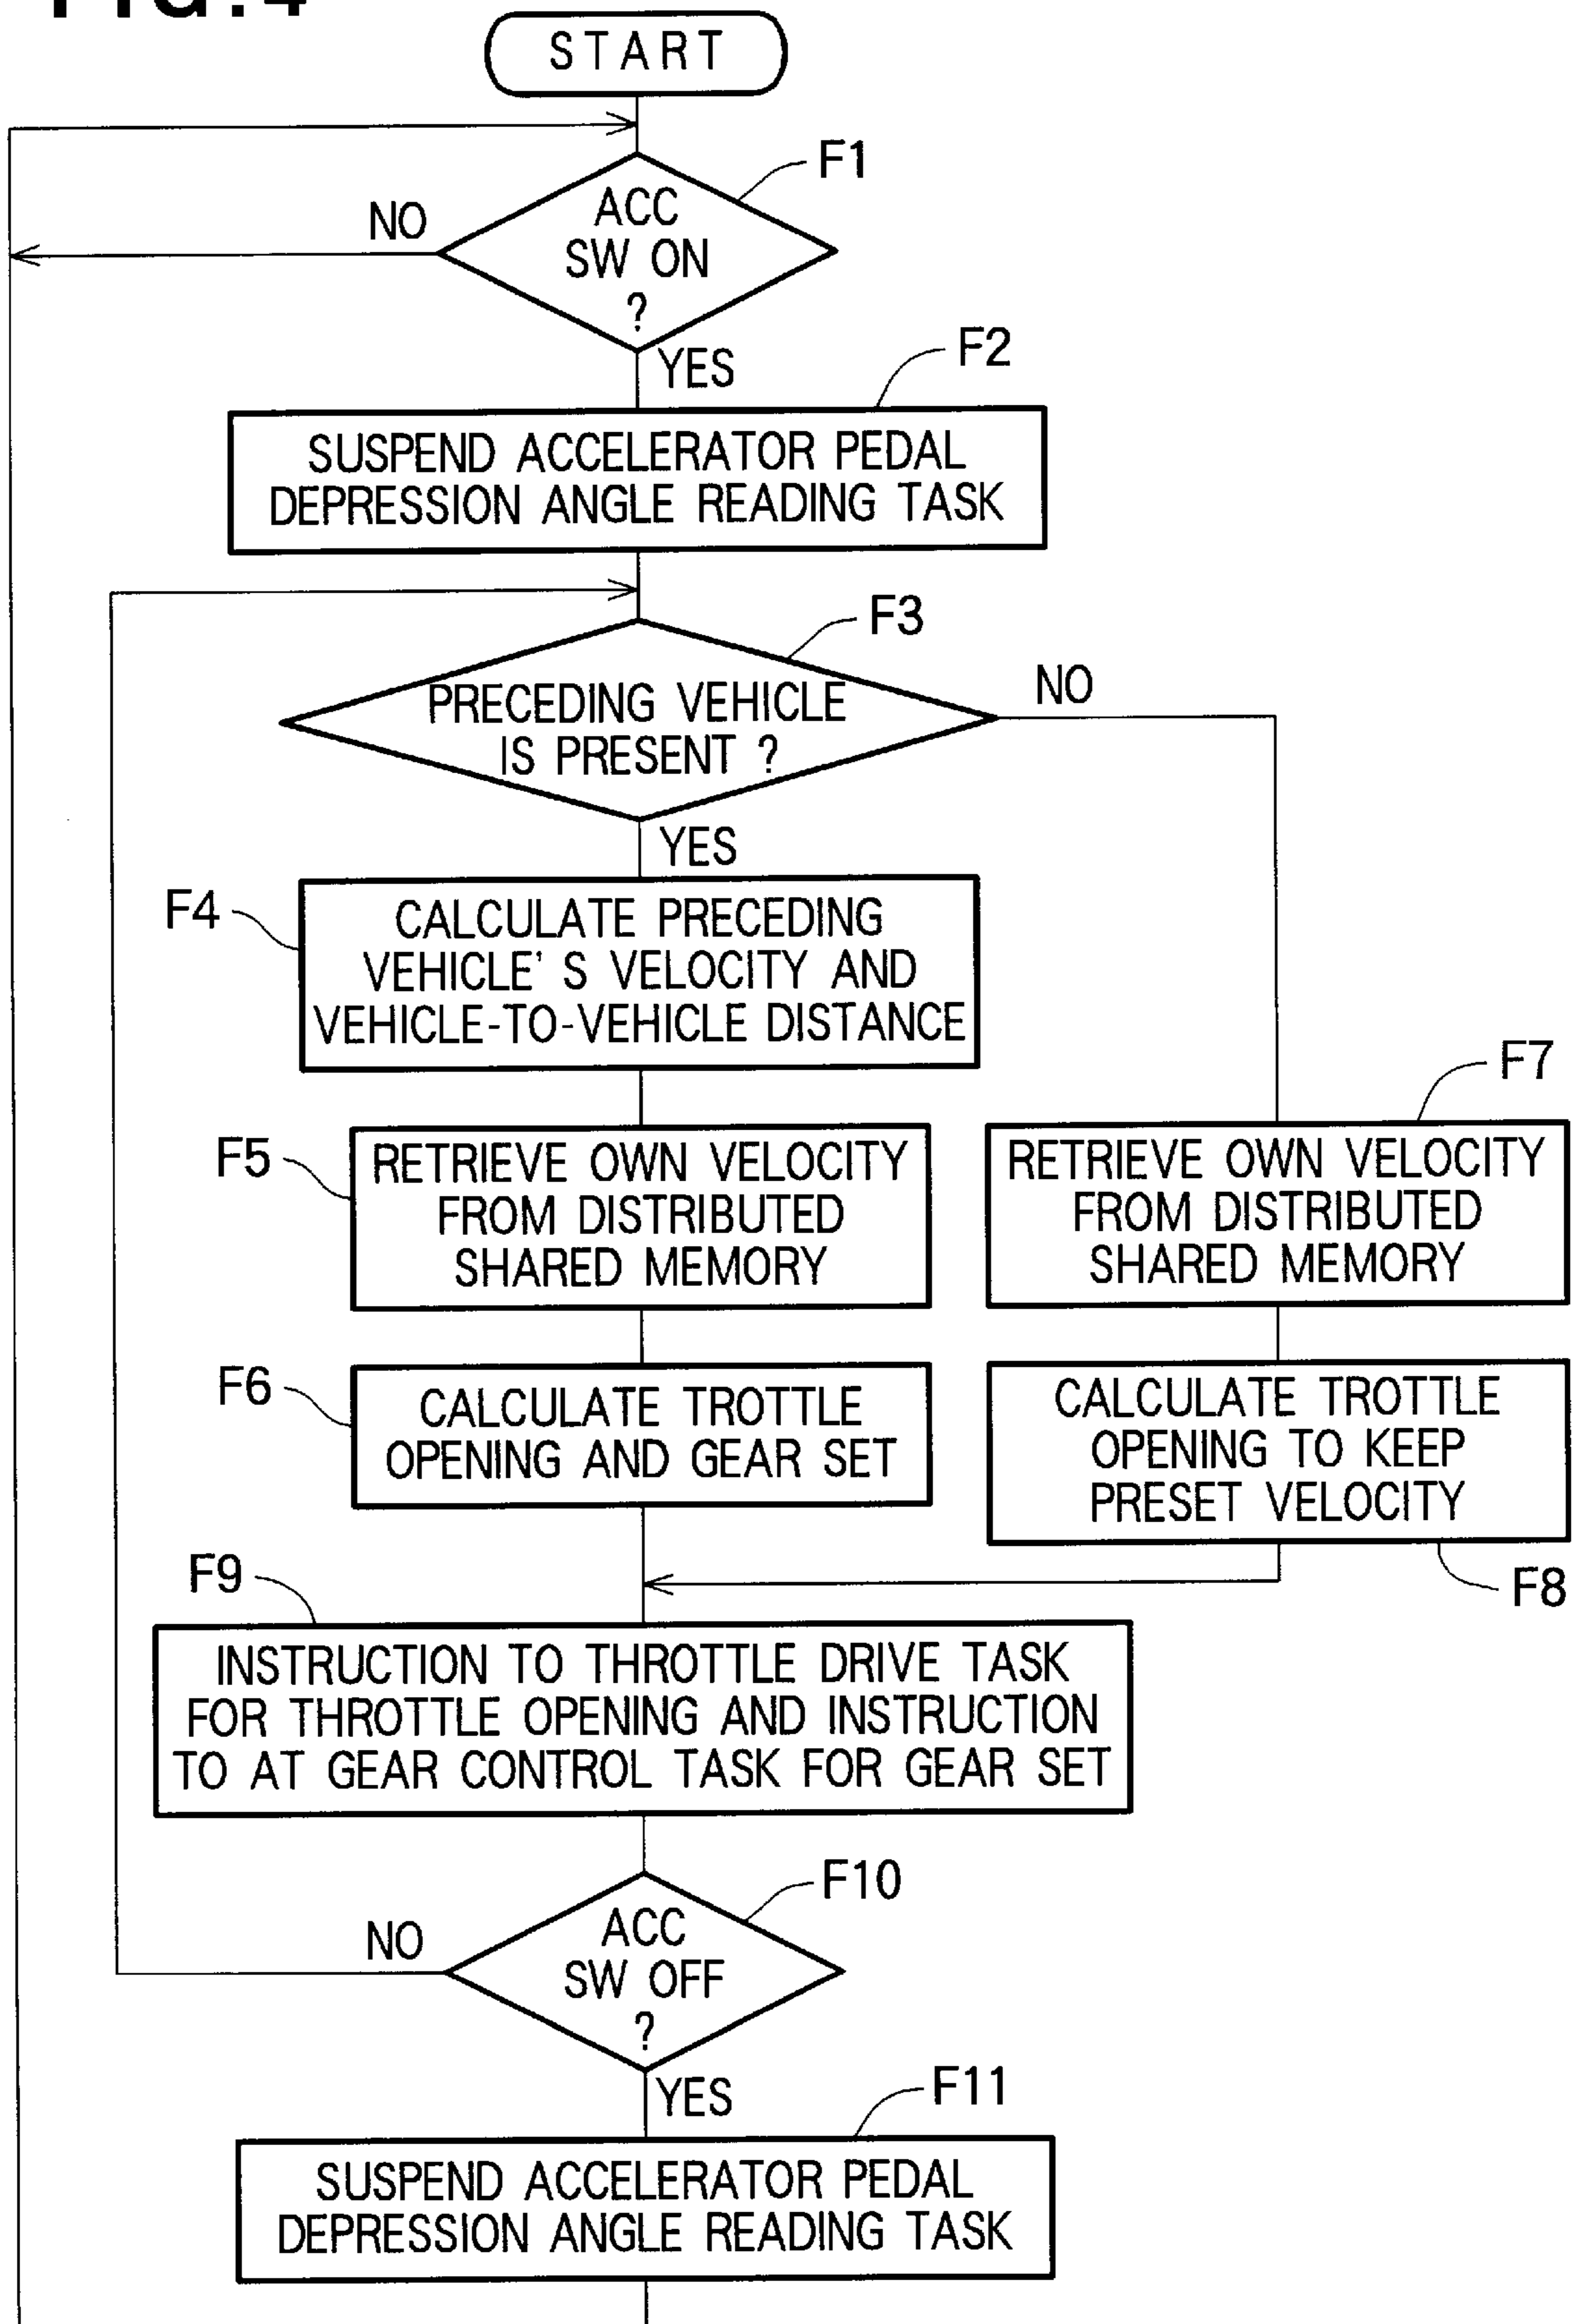 FIG.4
START
F1
ACC
SW ON
?
NO
YES
F2
SUSPEND ACCELERATOR PEDAL
DEPRESSION ANGLE READING TASK
F3
PRECEDING VEHICLE
IS PRESENT ?
NO
YES
F4
CALCULATE PRECEDING
VEHICLE' S VELOCITY AND
VEHICLE-TO-VEHICLE DISTANCE
F5
RETRIEVE OWN VELOCITY
FROM DISTRIBUTED
SHARED MEMORY
F7
RETRIEVE OWN VELOCITY
FROM DISTRIBUTED
SHARED MEMORY
F6
CALCULATE TROTTLE
OPENING AND GEAR SET
CALCULATE TROTTLE
OPENING TO KEEP
PRESET VELOCITY
F8
F9
INSTRUCTION TO THROTTLE DRIVE TASK
FOR THROTTLE OPENING AND INSTRUCTION
TO AT GEAR CONTROL TASK FOR GEAR SET
F10
ACC
SW OFF
?
NO
YES
F11
SUSPEND ACCELERATOR PEDAL
DEPRESSION ANGLE READING TASK